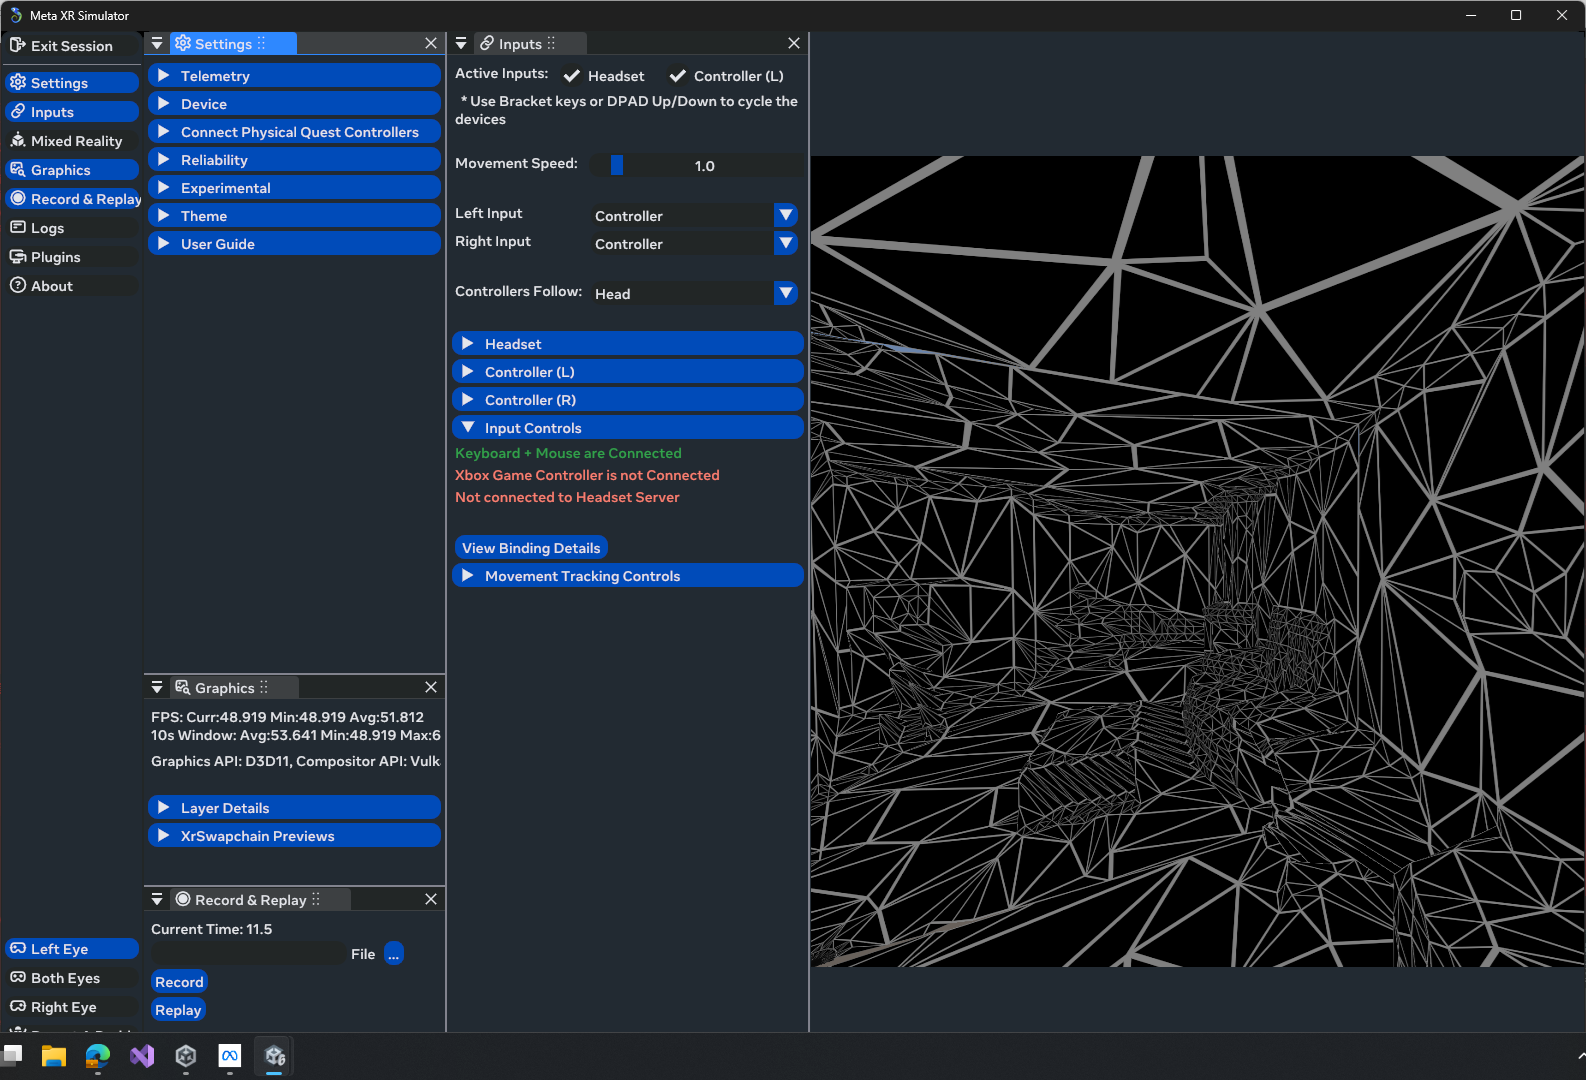 Meta XR Simulator
Exit Session
Settings
Inputs
Mixed Reality
Graphics
Record & Replay
Logs
Plugins
About
Left Eye
Both Eyes
Right Eye
Settings
Telemetry
Device
Connect Physical Quest Controllers
Reliability
Experimental
Theme
User Guide
Graphics
FPS: Curr:48.919 Min:48.919 Avg:51.812
10s Window: Avg:53.641 Min:48.919 Max:6
Graphics API: D3D11, Compositor API: Vulk
Layer Details
XrSwapchain Previews
Record & Replay
Current Time: 11.5
File ...
Record
Replay
Inputs
Active Inputs: Headset Controller (L)
* Use Bracket keys or DPAD Up/Down to cycle the
devices
Movement Speed: 1.0
Left Input Controller
Right Input Controller
Controllers Follow: Head
Headset
Controller (L)
Controller (R)
Input Controls
Keyboard + Mouse are Connected
Xbox Game Controller is not Connected
Not connected to Headset Server
View Binding Details
Movement Tracking Controls